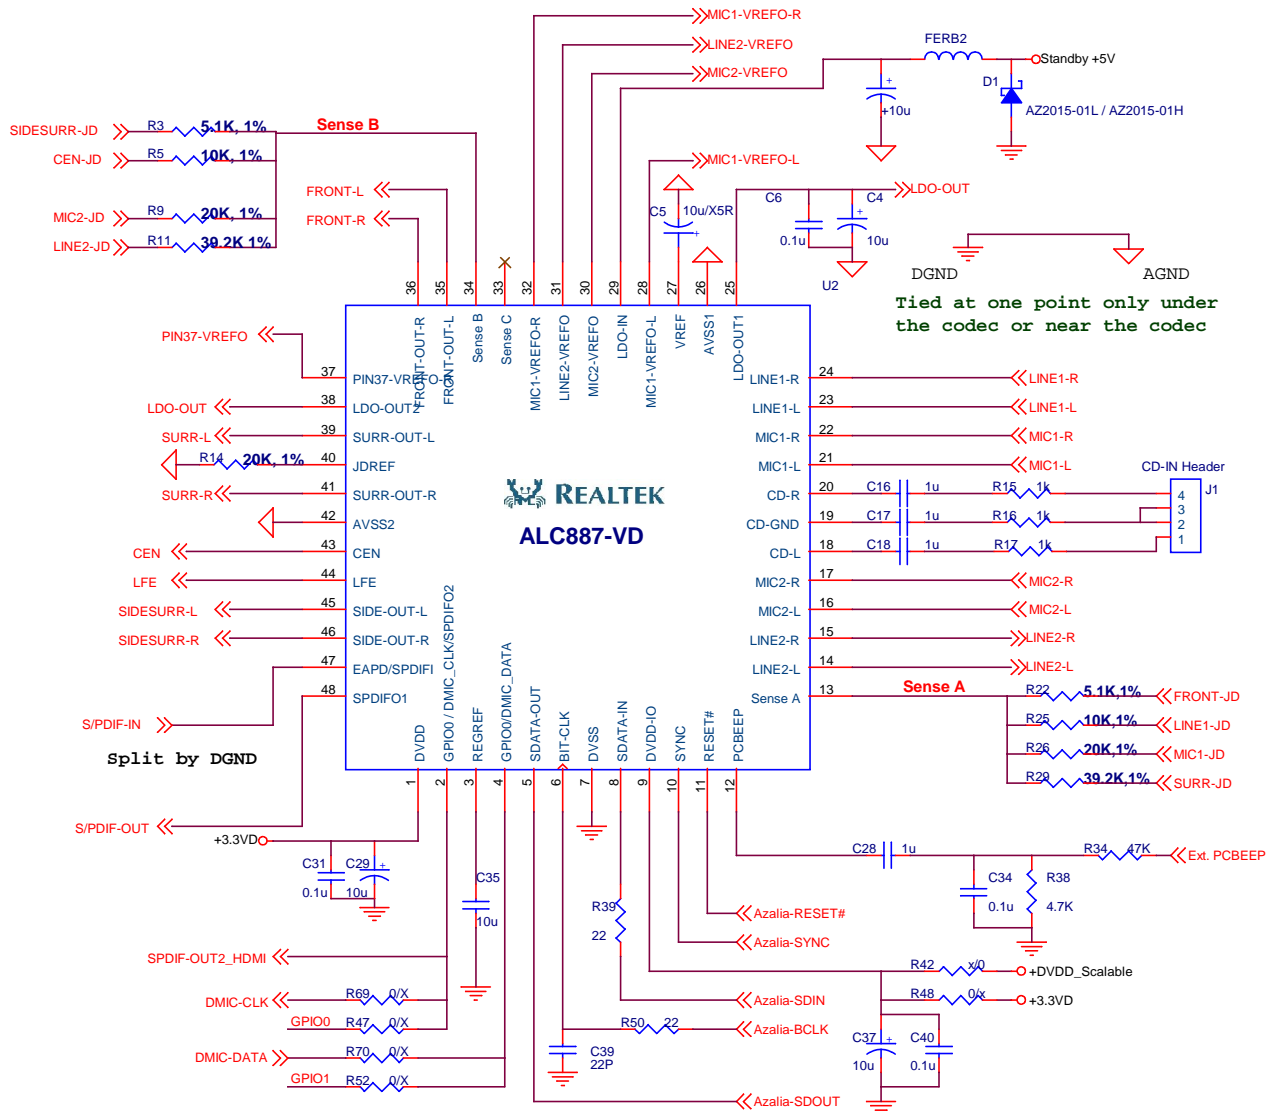 MIC1-VREFO-R
LINE2-VREFO
MIC2-VREFO
FERB2
Standby +5V
D1
AZ2015-01L / AZ2015-01H
+
+10u
SIDESURR-JD
R3
5.1K, 1%
Sense B
CEN-JD
R5
10K, 1%
MIC2-JD
R9
20K, 1%
LINE2-JD
R11
39.2K 1%
FRONT-L
FRONT-R
MIC1-VREFO-L
C5
10u/X5R
+
C6
0.1u
C4
+
10u
LDO-OUT
U2
DGND
AGND
Tied at one point only under
the codec or near the codec
36
35
34
33
32
31
30
29
28
27
26
25
FRONT-OUT-R
FRONT-OUT-L
Sense B
Sense C
MIC1-VREFO-R
LINE2-VREFO
MIC2-VREFO
LDO-IN
MIC1-VREFO-L
VREF
AVSS1
LDO-OUT1
PIN37-VREFO
37
PIN37-VREFO-R
LDO-OUT
38
LDO-OUT2
SURR-L
39
SURR-OUT-L
R14
20K, 1%
40
JDREF
SURR-R
41
SURR-OUT-R
42
AVSS2
CEN
43
CEN
LFE
44
LFE
SIDESURR-L
45
SIDE-OUT-L
SIDESURR-R
46
SIDE-OUT-R
47
EAPD/SPDIFI
48
SPDIFO1
S/PDIF-IN
Split by DGND
S/PDIF-OUT
REALTEK
ALC887-VD
LINE1-R
24
LINE1-R
LINE1-L
23
LINE1-L
MIC1-R
22
MIC1-R
MIC1-L
21
MIC1-L
CD-IN Header
J1
CD-R
20
C16
1u
R15
1k
4
3
CD-GND
19
C17
1u
R16
1k
2
CD-L
18
C18
1u
R17
1k
1
MIC2-R
17
MIC2-R
MIC2-L
16
MIC2-L
LINE2-R
15
LINE2-R
LINE2-L
14
LINE2-L
Sense A
13
Sense A
R22
5.1K,1%
FRONT-JD
R25
10K,1%
LINE1-JD
R26
20K,1%
MIC1-JD
R29
39.2K,1%
SURR-JD
DVDD
GPIO0 / DMIC_CLK/SPDIFO2
REGREF
GPIO0/DMIC_DATA
SDATA-OUT
BIT-CLK
DVSS
SDATA-IN
DVDD-IO
SYNC
RESET#
PCBEEP
1
2
3
4
5
6
7
8
9
10
11
12
+3.3VD
C31
0.1u
C29
+
10u
C35
10u
C28
1u
R34
47K
Ext. PCBEEP
C34
0.1u
R38
4.7K
R39
22
Azalia-RESET#
Azalia-SYNC
SPDIF-OUT2_HDMI
R42
x/0
+DVDD_Scalable
DMIC-CLK
R69
0/X
Azalia-SDIN
R48
0/x
+3.3VD
GPIO0
R47
0/X
R50
22
Azalia-BCLK
DMIC-DATA
R70
0/X
C39
22P
C37
+
10u
C40
0.1u
GPIO1
R52
0/X
Azalia-SDOUT